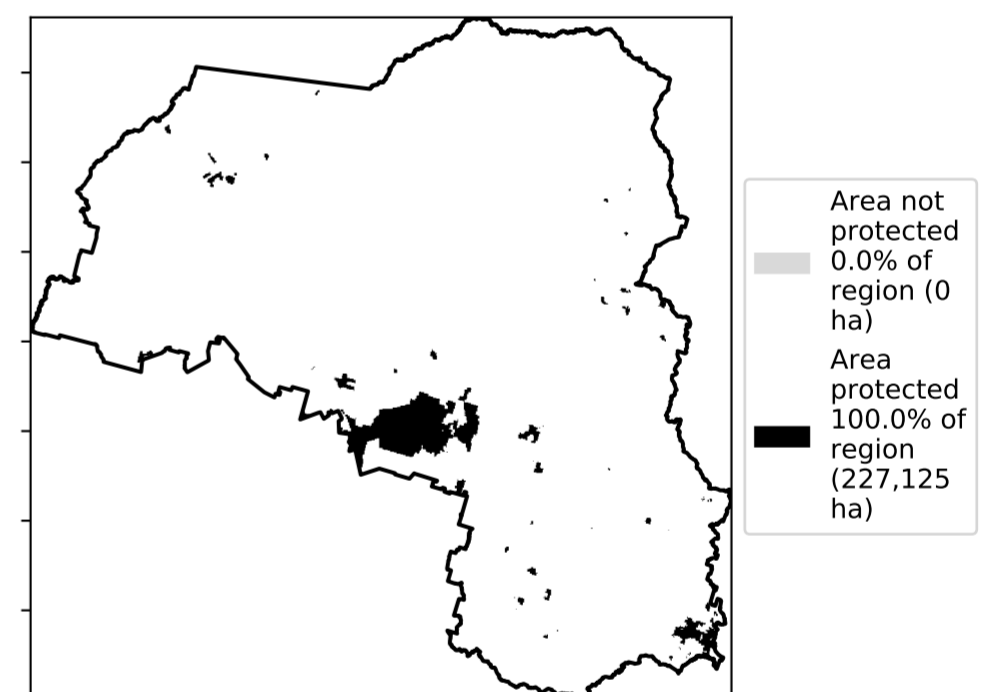 Area not
protected
0.0% of
region (0
ha)
Area
protected
100.0% of
region
(227,125
ha)